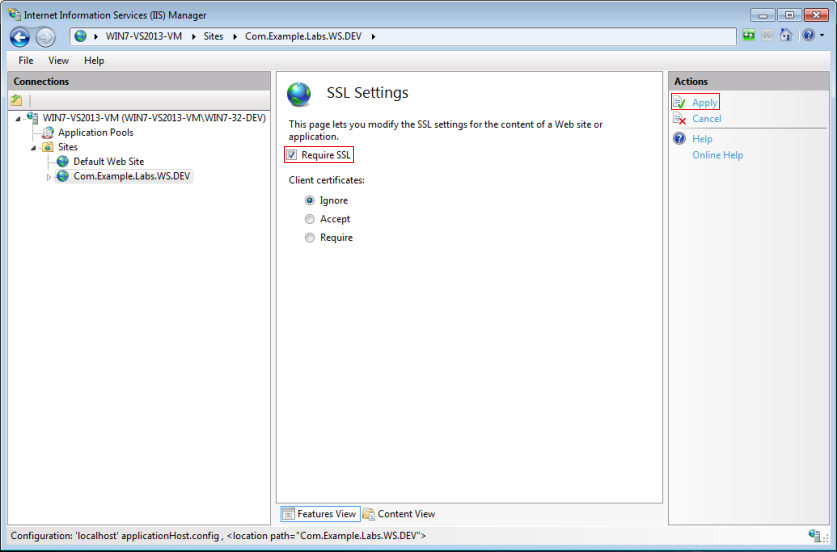 Internet Information Services (IIS) Manager
WIN7-VS2013-VM Sites Com.Example.Labs.WS.DEV
File View Help
Connections
WIN7-VS2013-VM (WIN7-VS2013-VM\WIN7-32-DEV)
Application Pools
Sites
Default Web Site
Com.Example.Labs.WS.DEV
SSL Settings
This page lets you modify the SSL settings for the content of a Web site or
application.
Require SSL
Client certificates:
Ignore
Accept
Require
Features View Content View
Actions
Apply
Cancel
Help
Online Help
Configuration: 'localhost' applicationHost.config , <location path="Com.Example.Labs.WS.DEV">